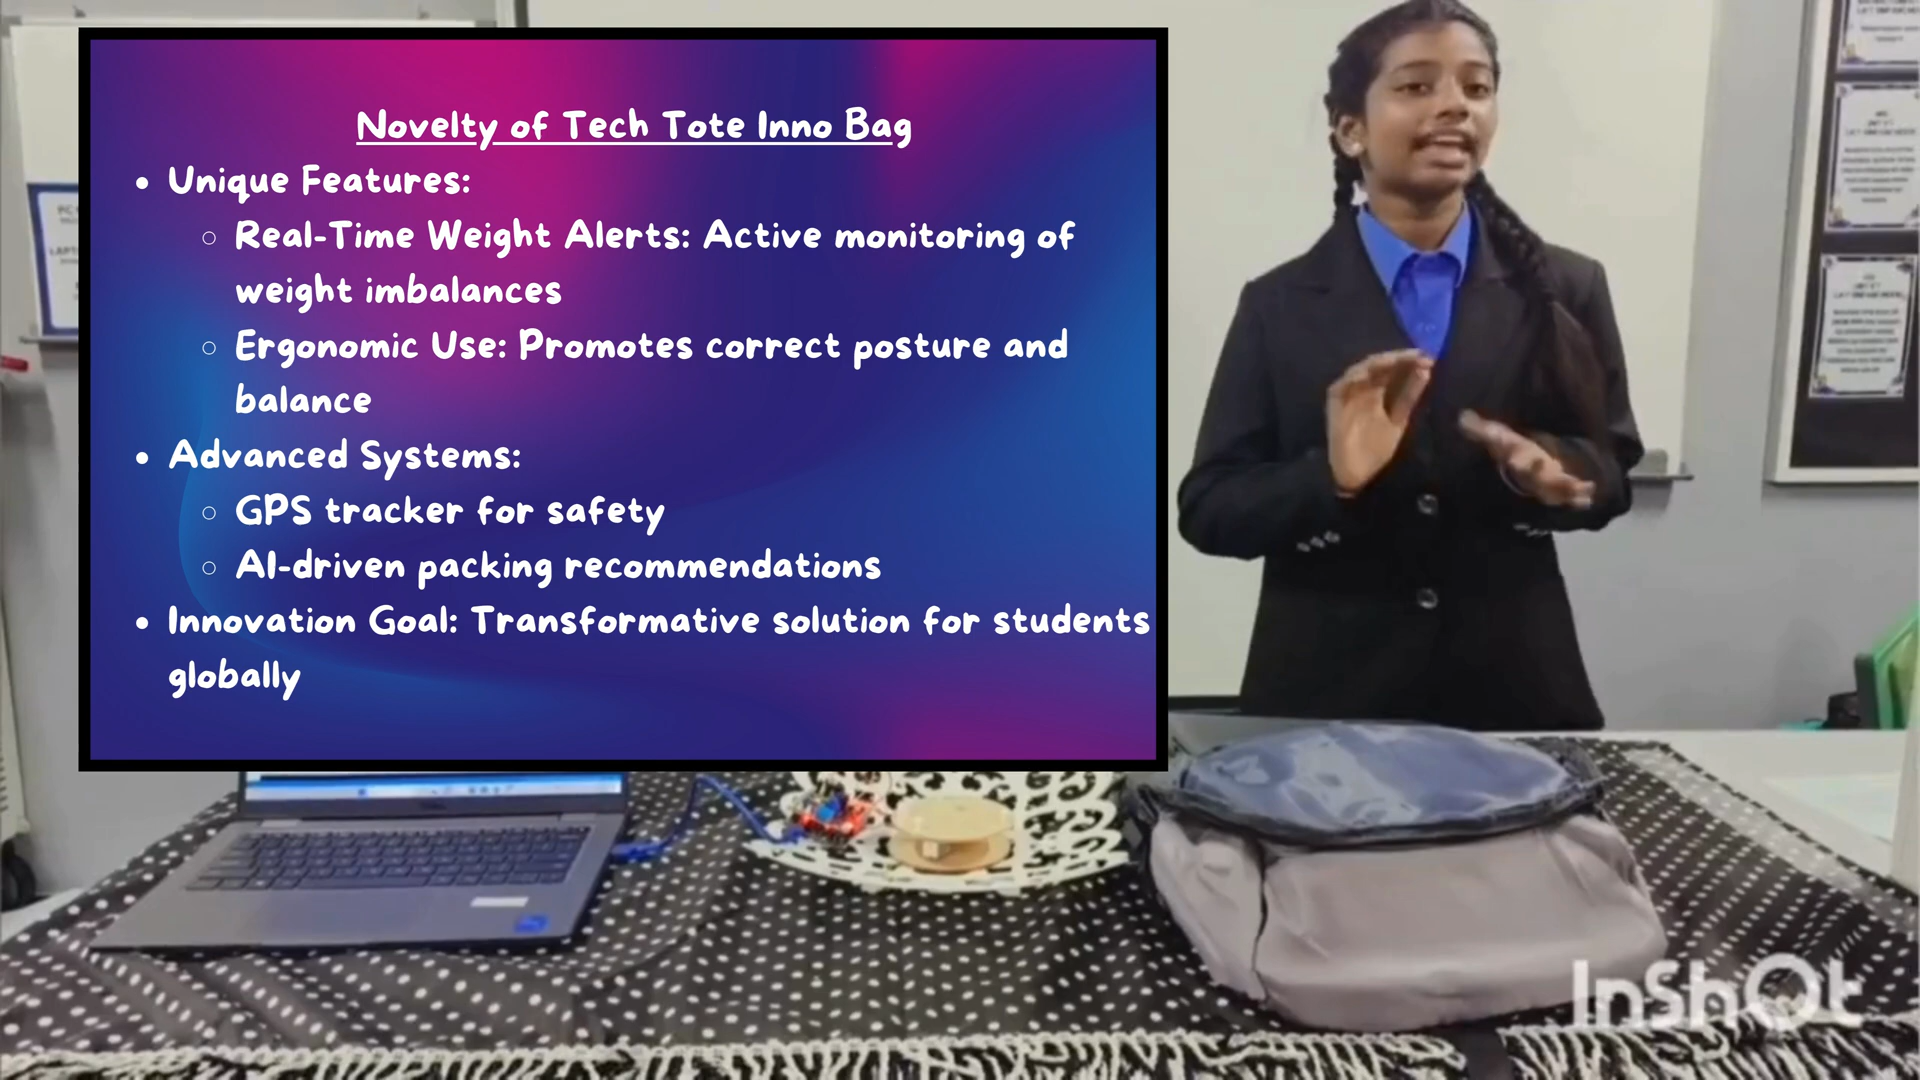 Novelty of Tech Tote Inno Bag
• Unique Features:
○ Real-Time Weight Alerts: Active monitoring of
weight imbalances
○ Ergonomic Use: Promotes correct posture and
balance
• Advanced Systems:
○ GPS tracker for safety
○ AI-driven packing recommendations
• Innovation Goal: Transformative solution for students
globally
InShOt